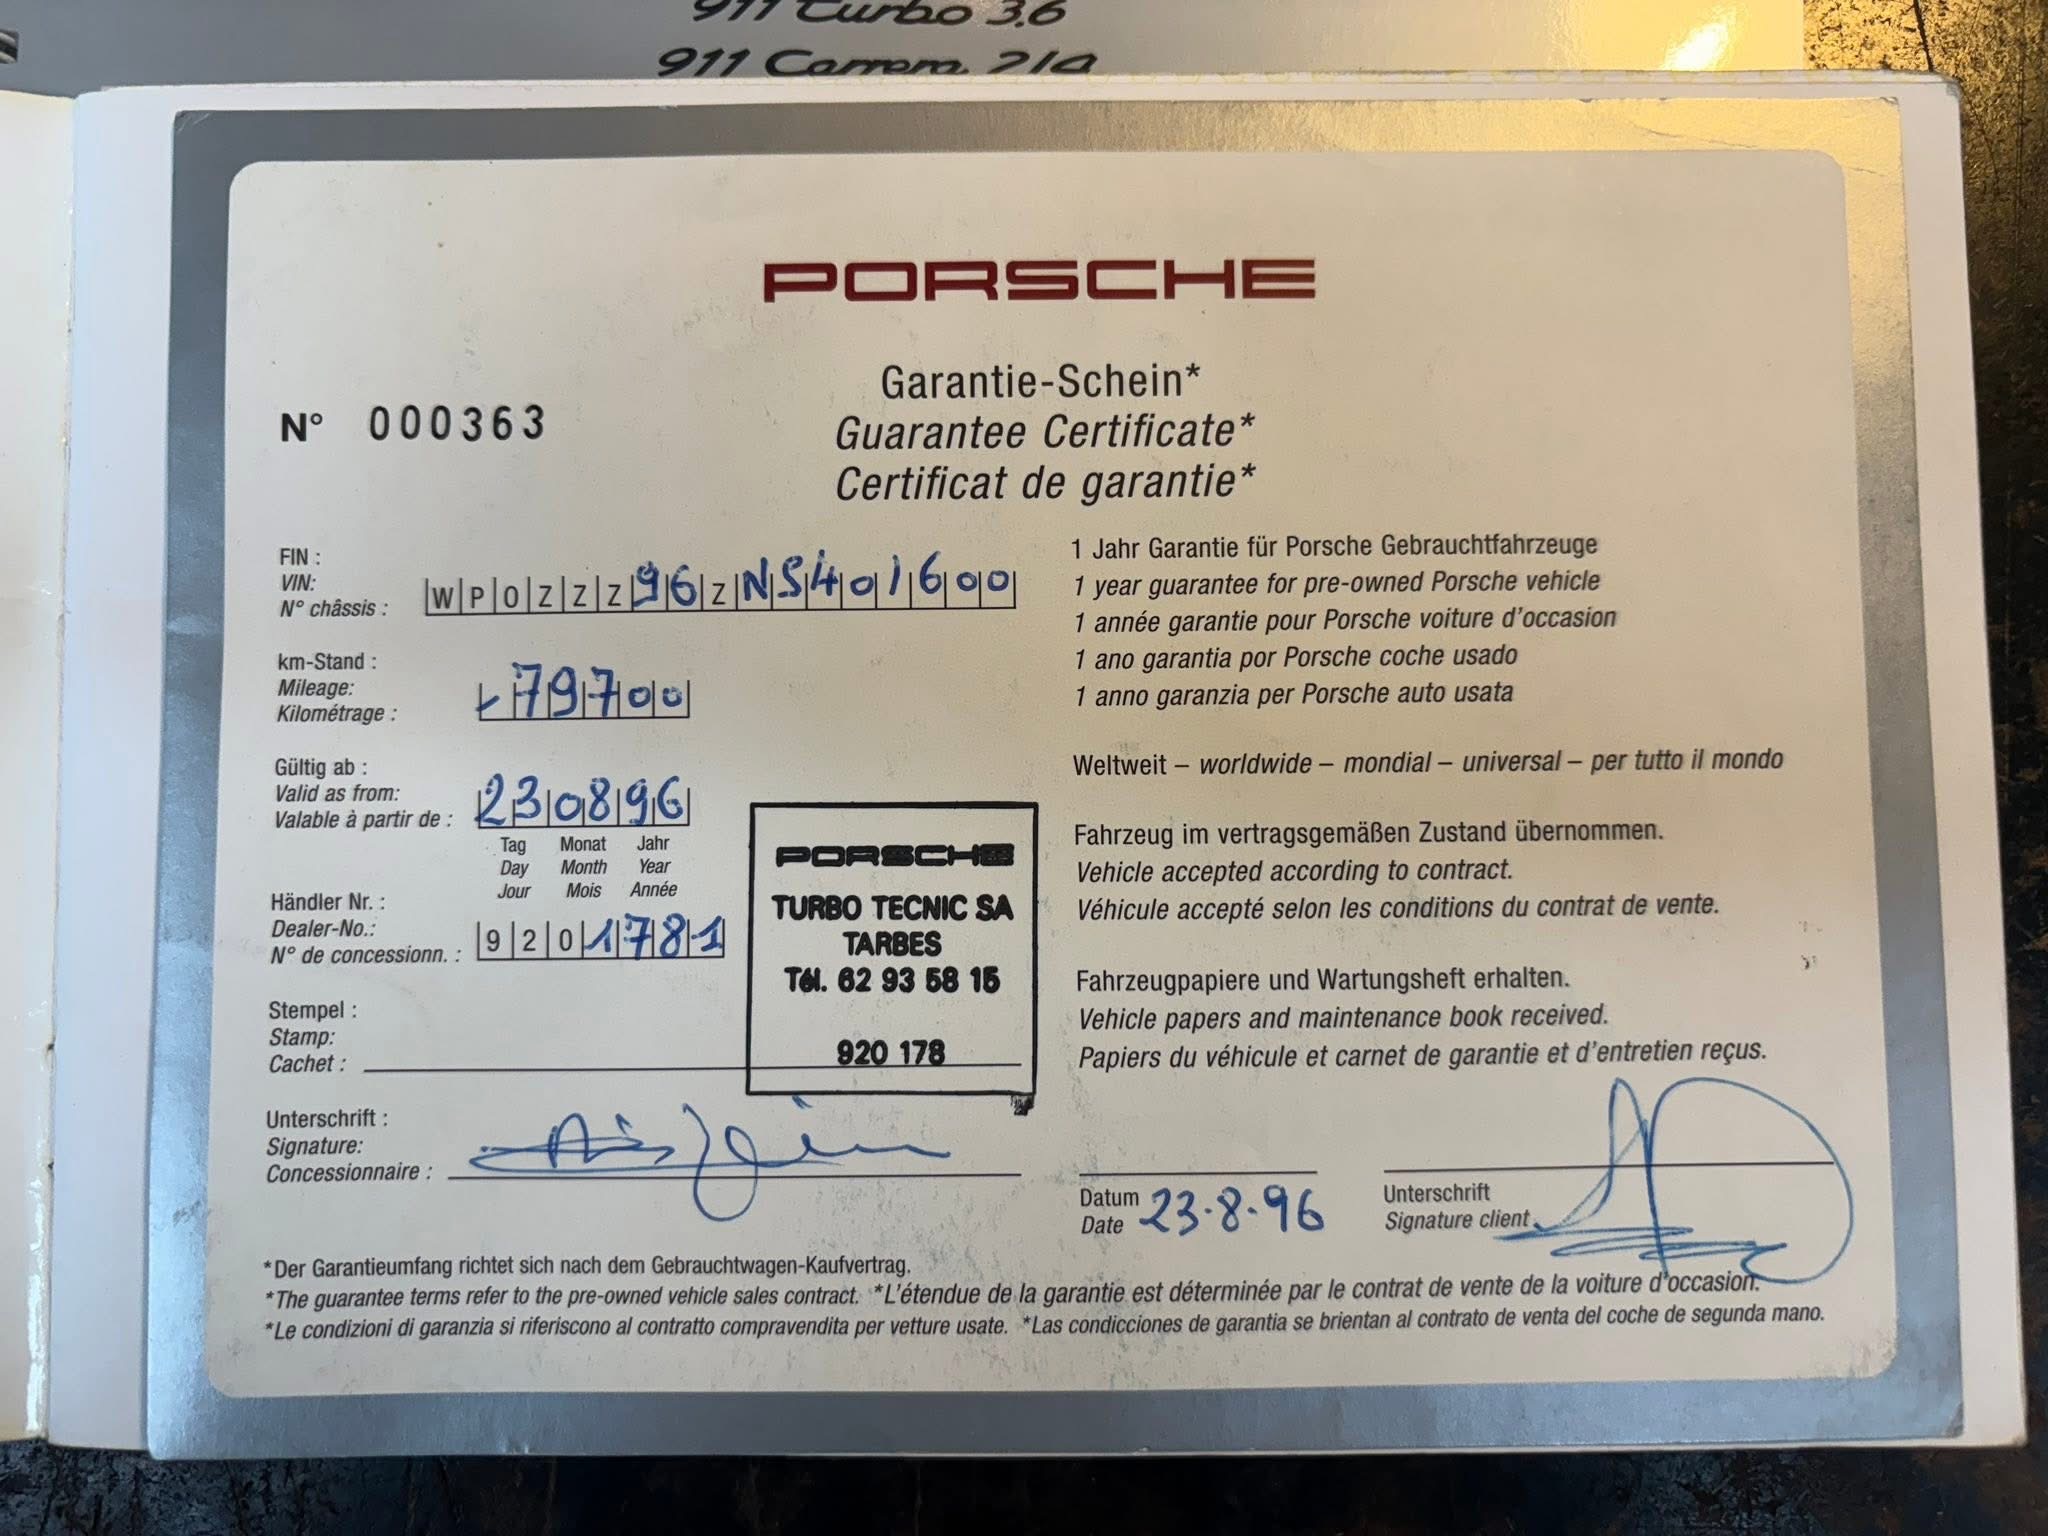 911 turbo 3.6
911 Carrera 2/4
PORSCHE
Garantie-Schein*
Guarantee Certificate*
Certificat de garantie*
N° 000363
FIN :
VIN:
N° châssis : WP0ZZZ96ZNS401600
km-Stand :
Mileage:
Kilométrage : 79700
Gültig ab :
Valid as from:
Valable à partir de : 230896
Tag Monat Jahr
Day Month Year
Jour Mois Année
Händler Nr. :
Dealer-No.:
N° de concessionn. : 9201781
PORSCHE
TURBO TECNIC SA
TARBES
Tél. 62 93 58 15
920 178
Stempel :
Stamp:
Cachet :
Unterschrift :
Signature:
Concessionnaire :
1 Jahr Garantie für Porsche Gebrauchtfahrzeuge
1 year guarantee for pre-owned Porsche vehicle
1 année garantie pour Porsche voiture d'occasion
1 ano garantia por Porsche coche usado
1 anno garanzia per Porsche auto usata
Weltweit – worldwide – mondial – universal – per tutto il mondo
Fahrzeug im vertragsgemäßen Zustand übernommen.
Vehicle accepted according to contract.
Véhicule accepté selon les conditions du contrat de vente.
Fahrzeugpapiere und Wartungsheft erhalten.
Vehicle papers and maintenance book received.
Papiers du véhicule et carnet de garantie et d'entretien reçus.
Datum
Date 23.8.96
Unterschrift
Signature client
*Der Garantieumfang richtet sich nach dem Gebrauchtwagen-Kaufvertrag.
*The guarantee terms refer to the pre-owned vehicle sales contract. *L'étendue de la garantie est déterminée par le contrat de vente de la voiture d'occasion.
*Le condizioni di garanzia si riferiscono al contratto compravendita per vetture usate. *Las condicciones de garantia se brientan al contrato de venta del coche de segunda mano.